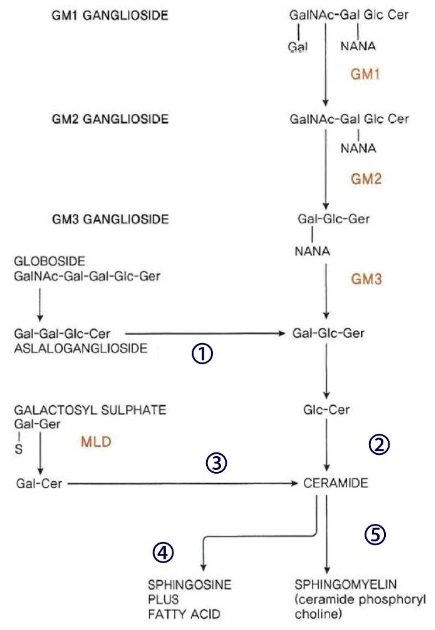 GM1 GANGLIOSIDE
GalNAc-Gal Glc Cer
Gal
NANA
GM1
GM2 GANGLIOSIDE
GalNAc-Gal Glc Cer
NANA
GM2
GM3 GANGLIOSIDE
Gal-Glc-Ger
NANA
GM3
GLOBOSIDE
GalNAc-Gal-Gal-Glc-Ger
Gal-Gal-Glc-Cer
ASLALOGANGLIOSIDE
①
Gal-Glc-Ger
Glc-Cer
②
GALACTOSYL SULPHATE
Gal-Ger
S
MLD
③
Gal-Cer
CERAMIDE
④
⑤
SPHINGOSINE
PLUS
FATTY ACID
SPHINGOMYELIN
(ceramide phosphoryl
choline)